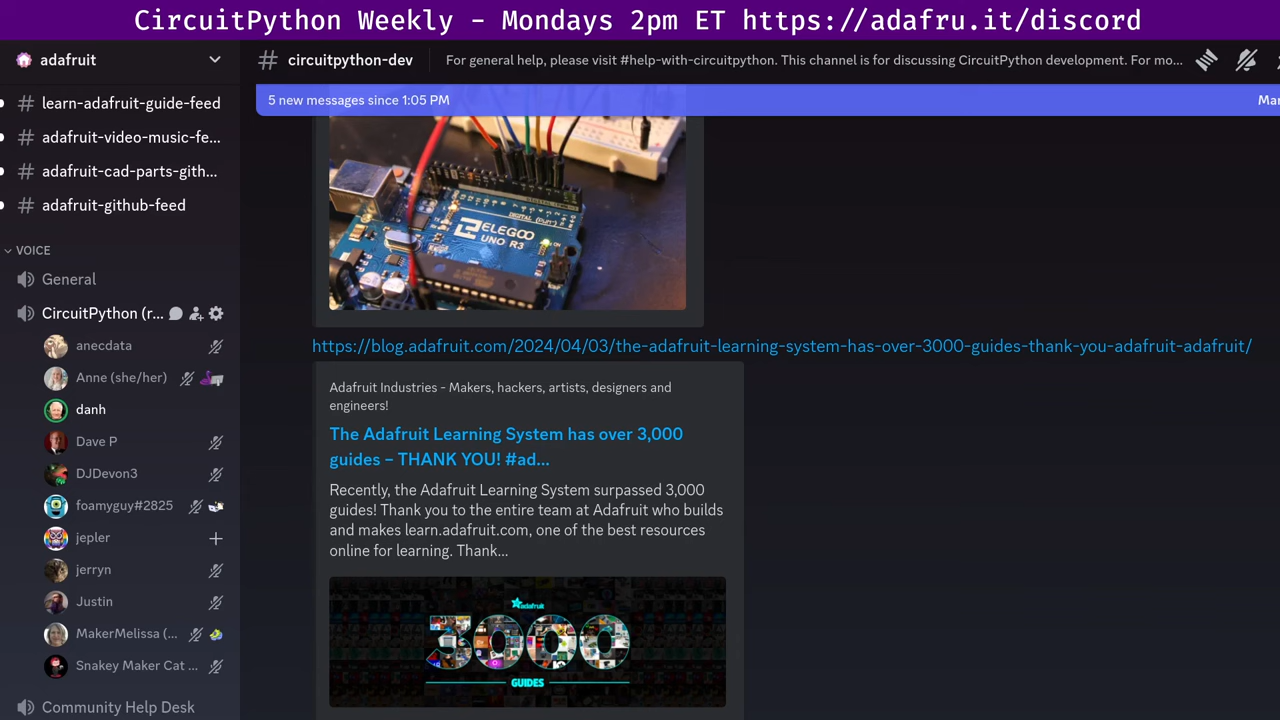 CircuitPython Weekly - Mondays 2pm ET https://adafru.it/discord
adafruit
learn-adafruit-guide-feed
adafruit-video-music-fe...
adafruit-cad-parts-gith...
adafruit-github-feed
VOICE
General
CircuitPython (r...
anecdata
Anne (she/her)
danh
Dave P
DJDevon3
foamyguy#2825
jepler
jerryn
Justin
MakerMelissa (...
Snakey Maker Cat ...
Community Help Desk
# circuitpython-dev
For general help, please visit #help-with-circuitpython. This channel is for discussing CircuitPython development. For mo...
5 new messages since 1:05 PM
Mar
ELEGOO
UNO R3
https://blog.adafruit.com/2024/04/03/the-adafruit-learning-system-has-over-3000-guides-thank-you-adafruit-adafruit/
Adafruit Industries – Makers, hackers, artists, designers and
engineers!
The Adafruit Learning System has over 3,000
guides – THANK YOU! #ad...
Recently, the Adafruit Learning System surpassed 3,000
guides! Thank you to the entire team at Adafruit who builds
and makes learn.adafruit.com, one of the best resources
online for learning. Thank...
adafruit
3000
GUIDES